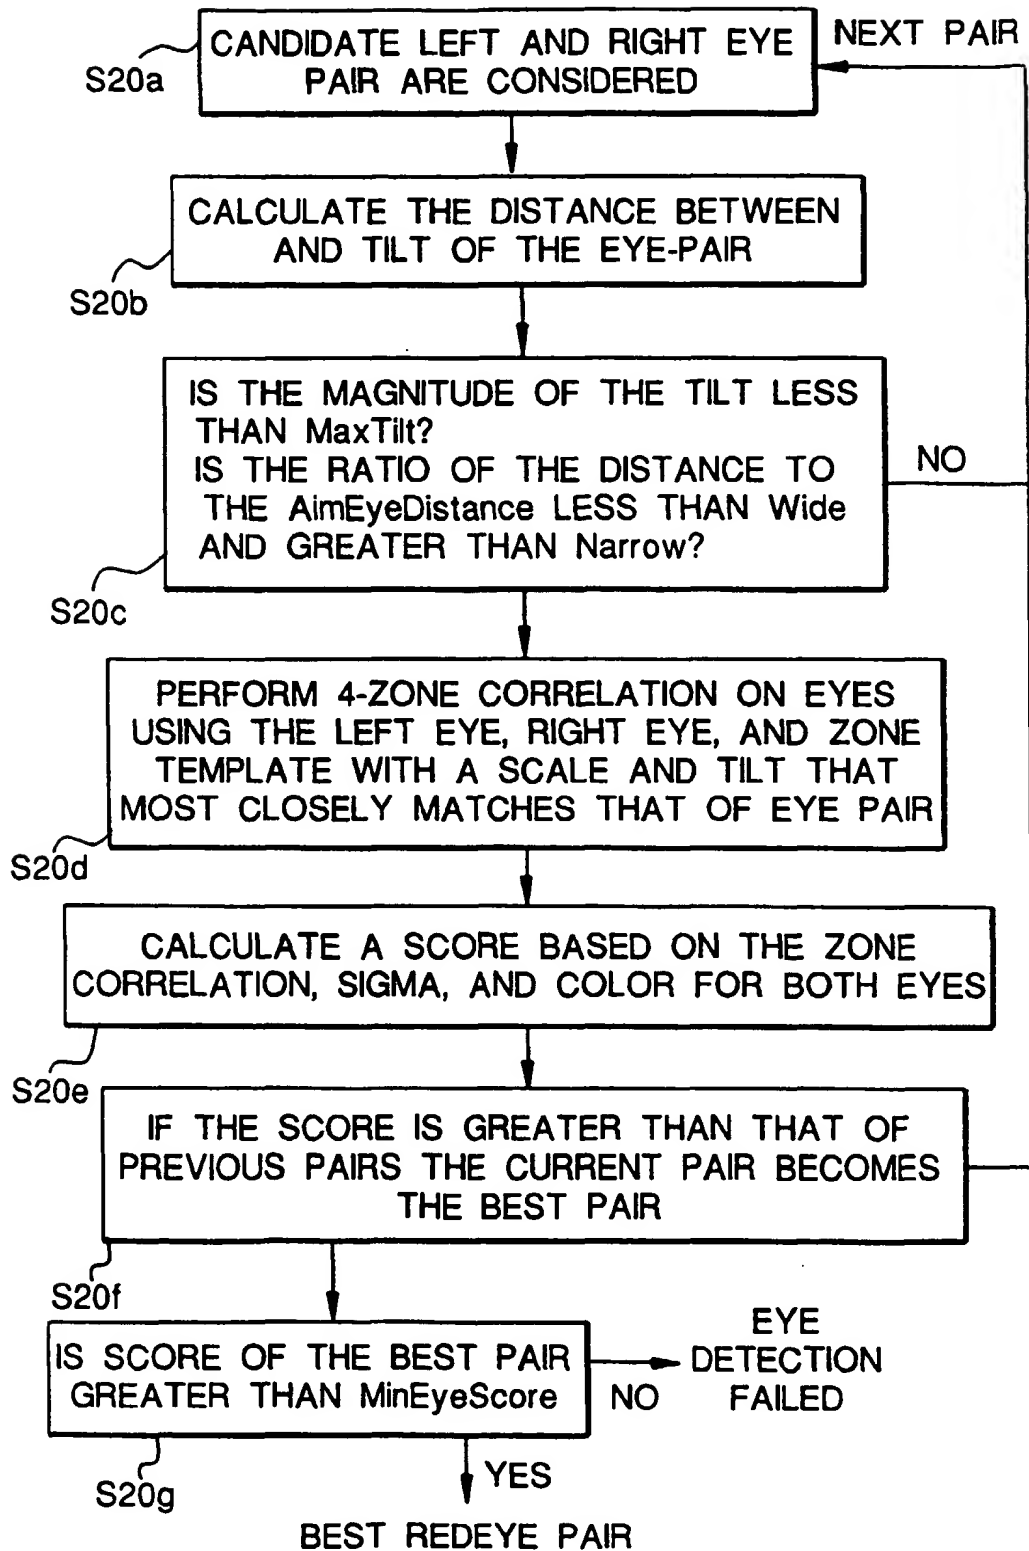 CANDIDATE LEFT AND RIGHT EYE
PAIR ARE CONSIDERED
NEXT PAIR
S20a
CALCULATE THE DISTANCE BETWEEN
AND TILT OF THE EYE-PAIR
S20b
IS THE MAGNITUDE OF THE TILT LESS
THAN MaxTilt?
IS THE RATIO OF THE DISTANCE TO
THE AimEyeDistance LESS THAN Wide
AND GREATER THAN Narrow?
NO
S20c
PERFORM 4-ZONE CORRELATION ON EYES
USING THE LEFT EYE, RIGHT EYE, AND ZONE
TEMPLATE WITH A SCALE AND TILT THAT
MOST CLOSELY MATCHES THAT OF EYE PAIR
S20d
CALCULATE A SCORE BASED ON THE ZONE
CORRELATION, SIGMA, AND COLOR FOR BOTH EYES
S20e
IF THE SCORE IS GREATER THAN THAT OF
PREVIOUS PAIRS THE CURRENT PAIR BECOMES
THE BEST PAIR
S20f
IS SCORE OF THE BEST PAIR
GREATER THAN MinEyeScore
NO
EYE
DETECTION
FAILED
S20g
YES
BEST REDEYE PAIR